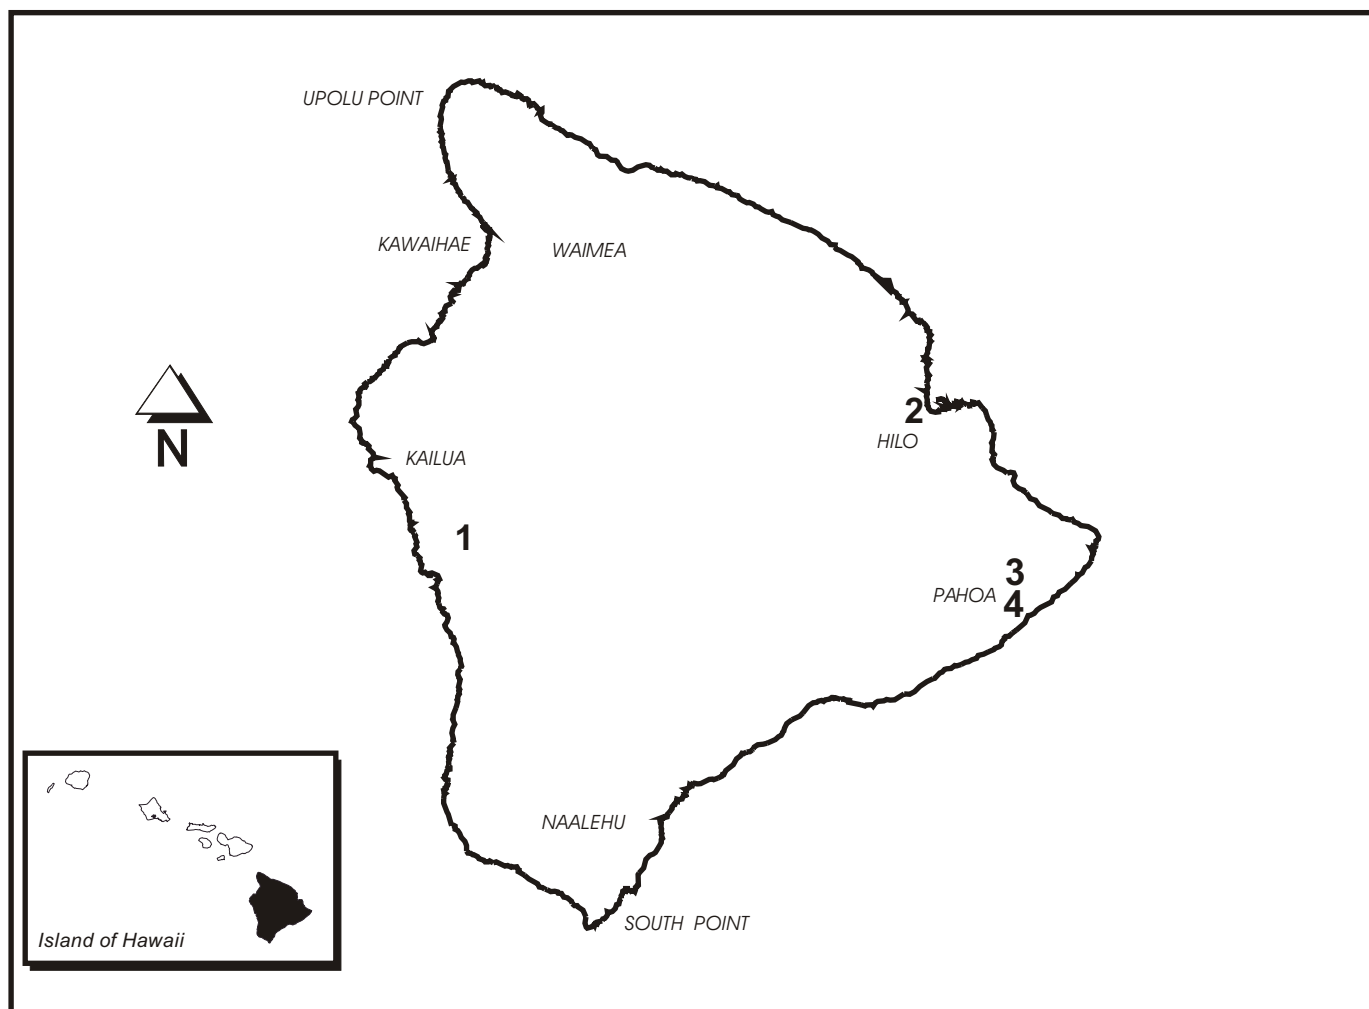 UPOLU POINT
KAWAIHAE
WAIMEA
2
HILO
N
KAILUA
1
3
PAHOA
4
NAALEHU
SOUTH POINT
Island of Hawaii